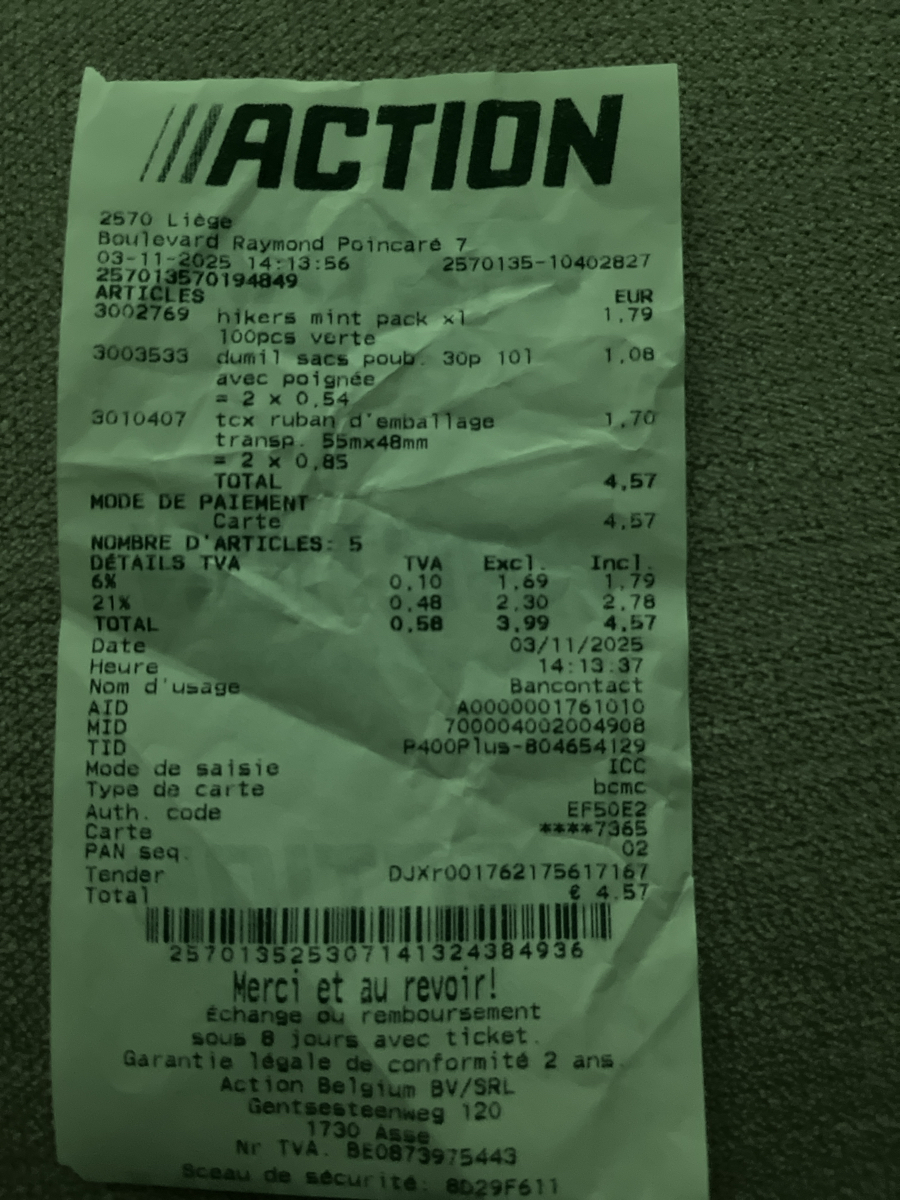 ///ACTION
2570 Liège
Boulevard Raymond Poincaré 7
03-11-2025 14:13:56 2570135-10402827
257013570194849
ARTICLES EUR
3002769 hikers mint pack x1 1,79
100pcs verte
3003533 dumil sacs poub. 30p 10l 1,08
avec poignée
= 2 x 0,54
3010407 tcx ruban d'emballage 1,70
transp. 55mx48mm
= 2 x 0,85
TOTAL 4,57
MODE DE PAIEMENT
Carte 4,57
NOMBRE D'ARTICLES: 5
DÉTAILS TVA TVA Excl. Incl.
6% 0,10 1,69 1,79
21% 0,48 2,30 2,78
TOTAL 0,58 3,99 4,57
Date 03/11/2025
Heure 14:13:37
Nom d'usage Bancontact
AID A0000001761010
MID 700004002004908
TID P400Plus-804654129
Mode de saisie ICC
Type de carte bcmc
Auth. code EF50E2
Carte ****7365
PAN seq. 02
Tender DJXr001762175617167
Total € 4,57
257013525307141324384936
Merci et au revoir!
Échange ou remboursement
sous 8 jours avec ticket.
Garantie légale de conformité 2 ans.
Action Belgium BV/SRL
Gentsesteenweg 120
1730 Asse
Nr TVA. BE0873975443
Sceau de sécurité: 8D29F611